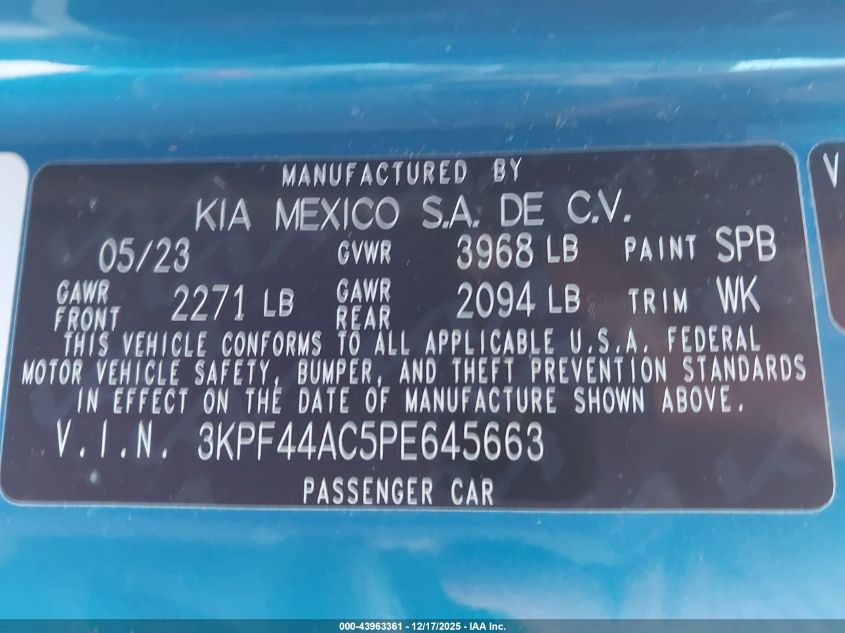 MANUFACTURED BY
KIA MEXICO S.A. DE C.V.
05/23 GVWR 3968 LB PAINT SPB
GAWR FRONT 2271 LB GAWR REAR 2094 LB TRIM WK
THIS VEHICLE CONFORMS TO ALL APPLICABLE U.S.A. FEDERAL
MOTOR VEHICLE SAFETY, BUMPER, AND THEFT PREVENTION STANDARDS
IN EFFECT ON THE DATE OF MANUFACTURE SHOWN ABOVE.
V.I.N. 3KPF44AC5PE645663
PASSENGER CAR
V
000-43963361 - 12/17/2025 - IAA Inc.